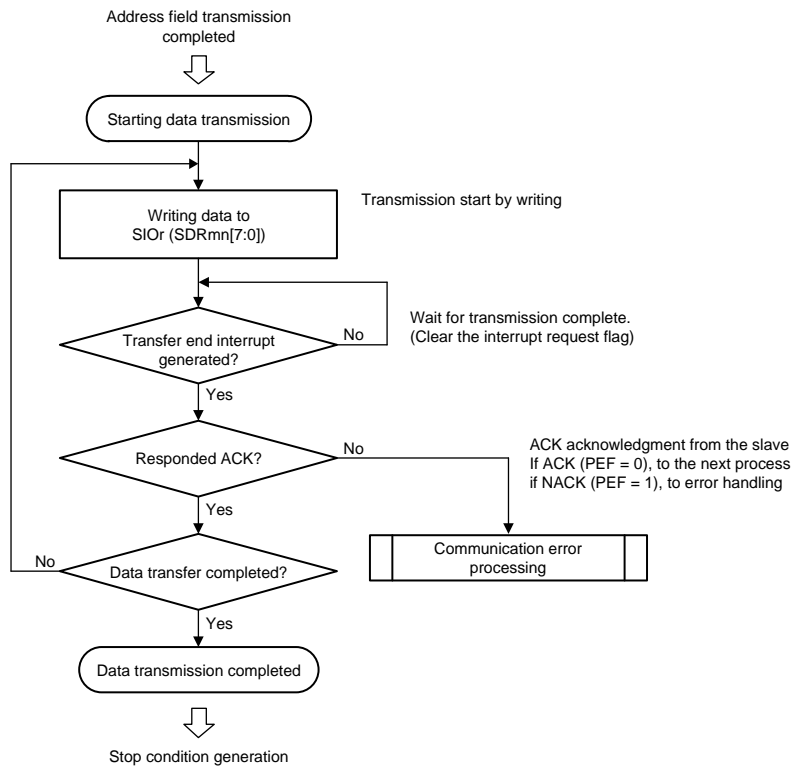 Address field transmission
completed
Starting data transmission
Writing data to
SIOr (SDRmn[7:0])
Transmission start by writing
Transfer end interrupt
generated?
No
Wait for transmission complete.
(Clear the interrupt request flag)
Yes
Responded ACK?
No
ACK acknowledgment from the slave
If ACK (PEF = 0), to the next process
if NACK (PEF = 1), to error handling
Yes
Communication error
processing
No
Data transfer completed?
Yes
Data transmission completed
Stop condition generation